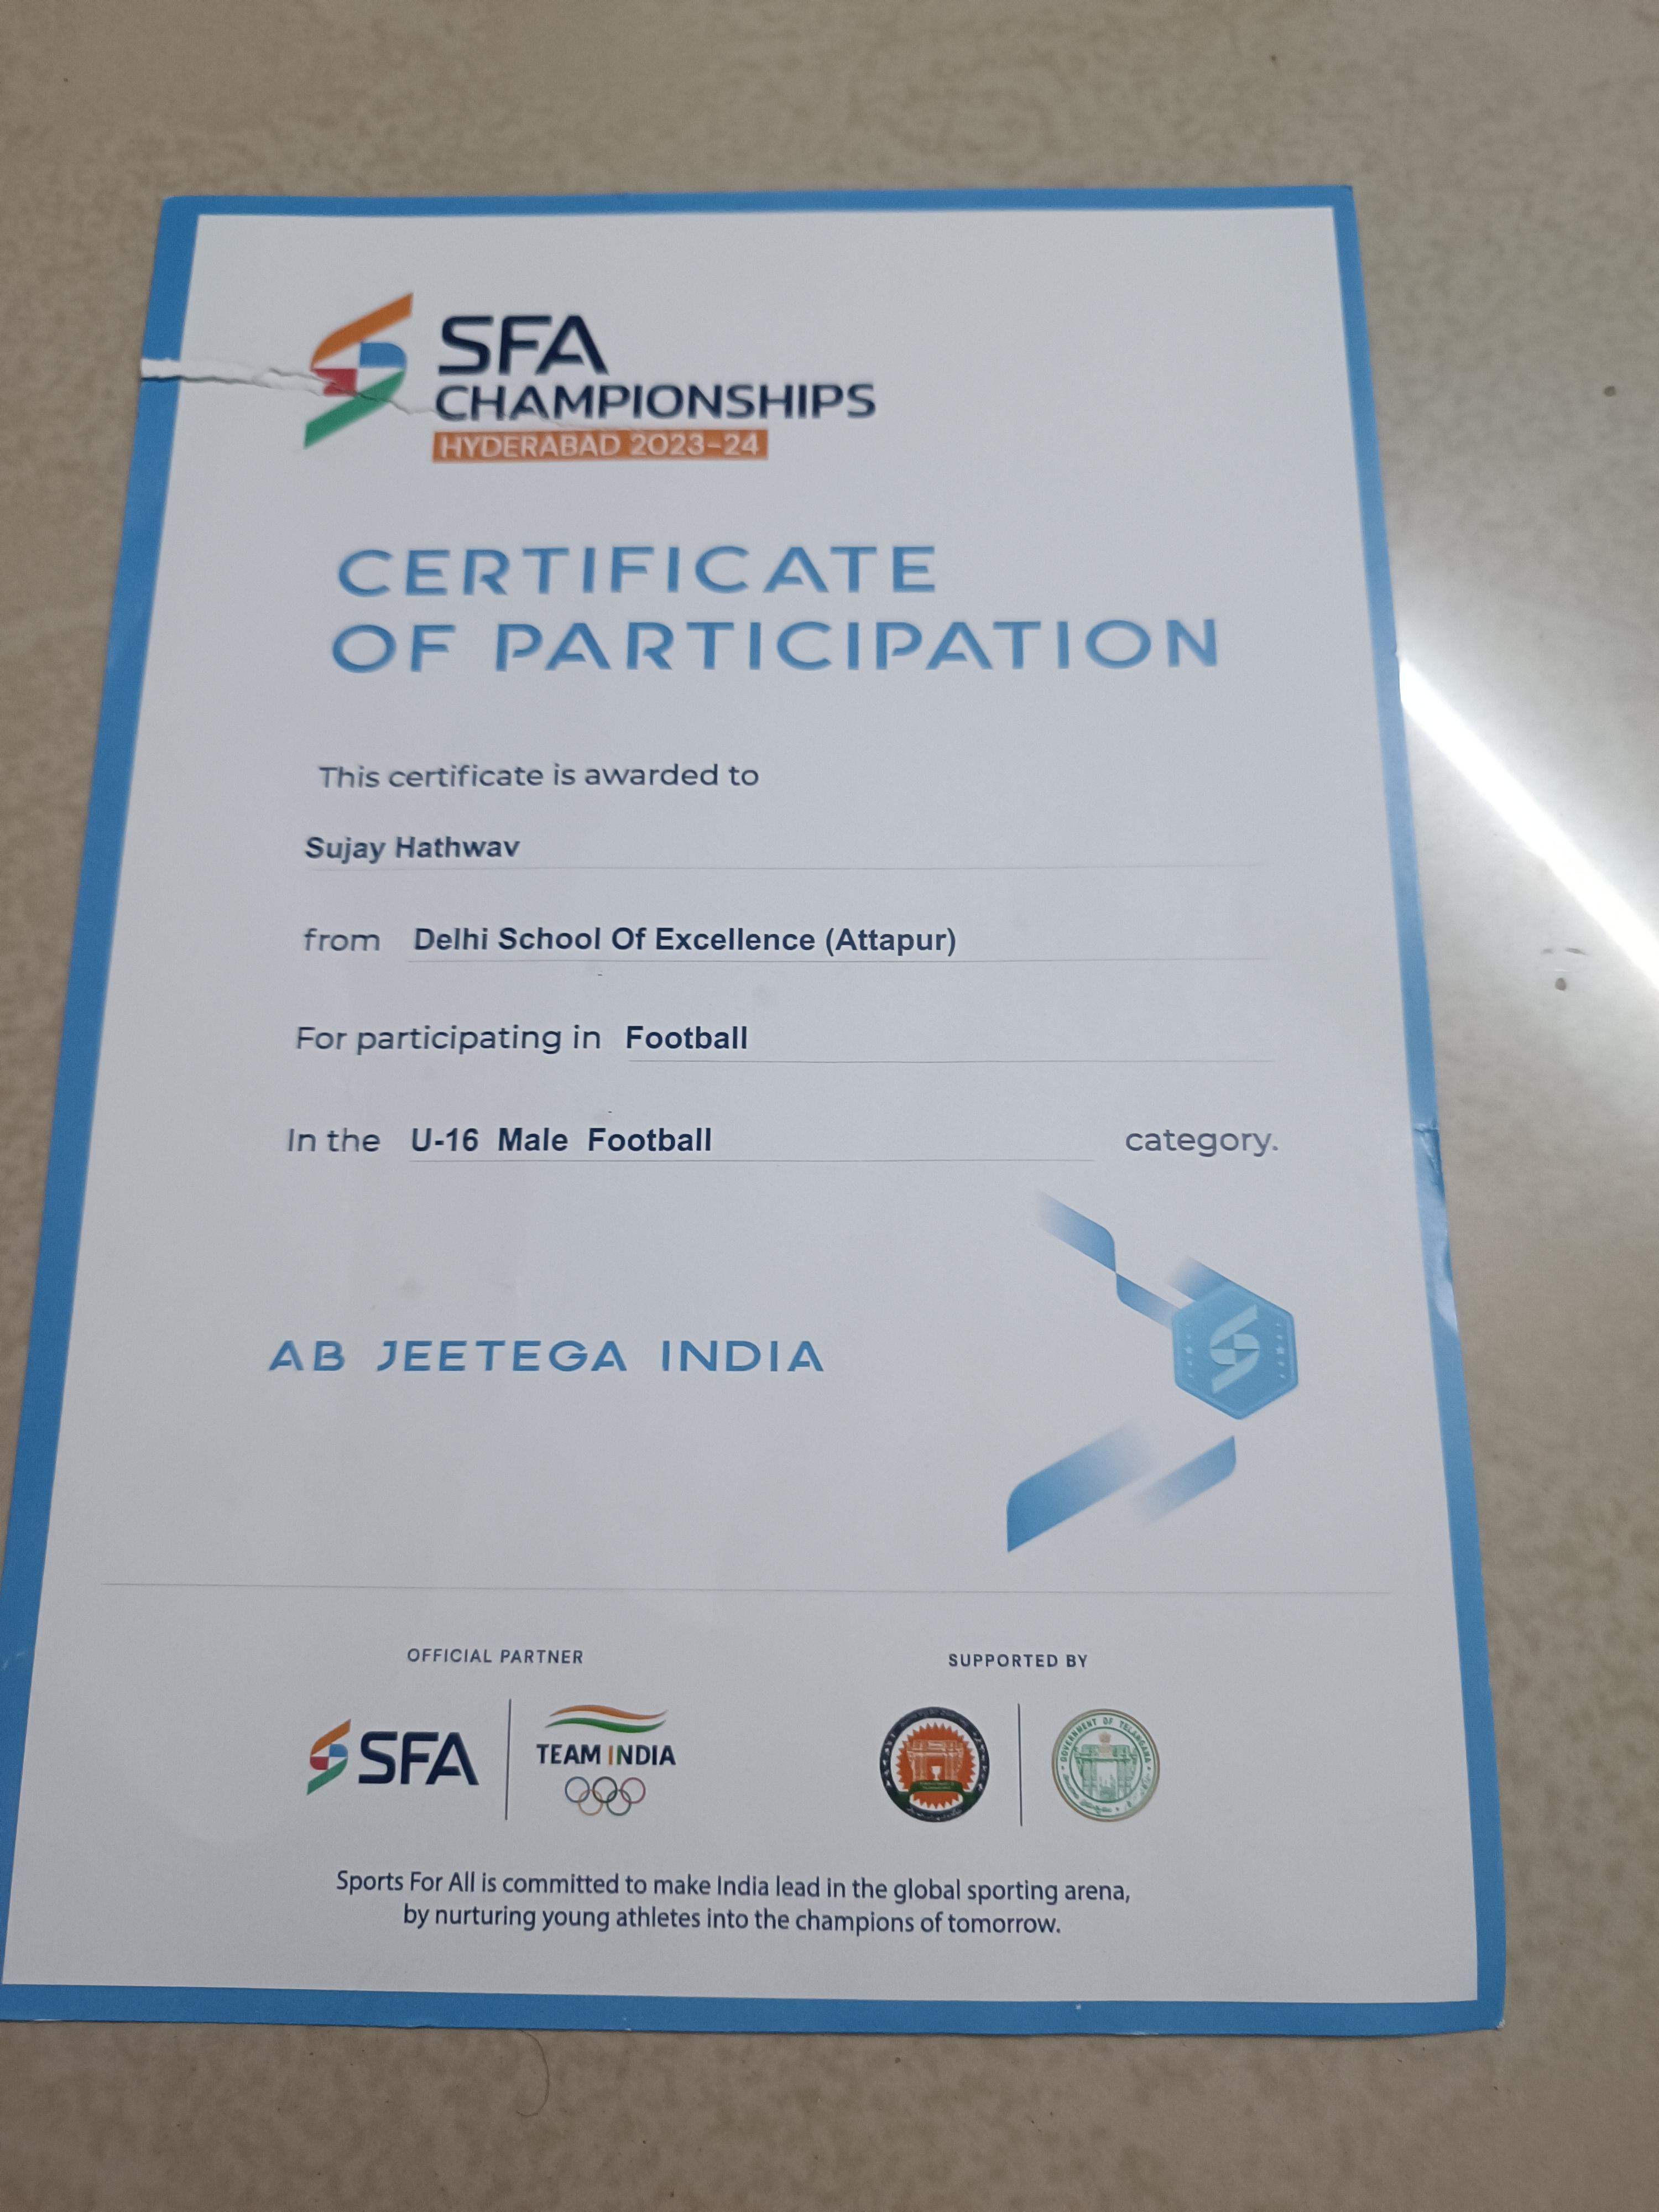 SFA
CHAMPIONSHIPS
HYDERABAD 2023-24
CERTIFICATE
OF PARTICIPATION
This certificate is awarded to
Sujay Hathwav
from Delhi School Of Excellence (Attapur)
For participating in Football
In the U-16 Male Football category.
AB JEETEGA INDIA
OFFICIAL PARTNER
SUPPORTED BY
SFA
TEAM INDIA
GOVERNMENT OF TELANGANA
Sports For All is committed to make India lead in the global sporting arena,
by nurturing young athletes into the champions of tomorrow.